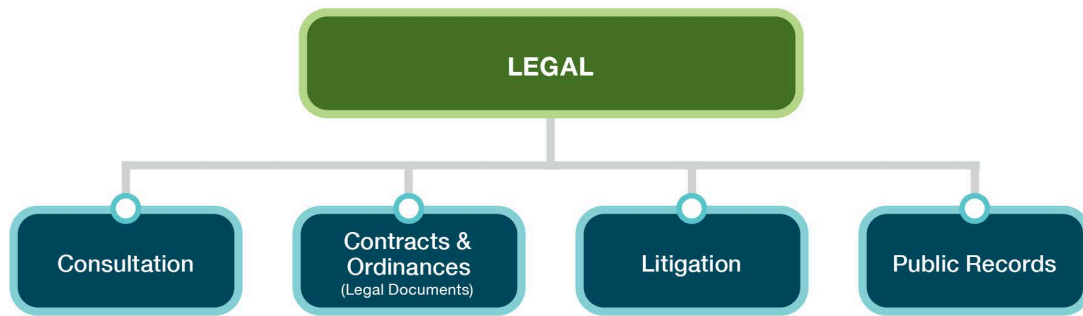 LEGAL
Consultation
Contracts &
Ordinances
(Legal Documents)
Litigation
Public Records